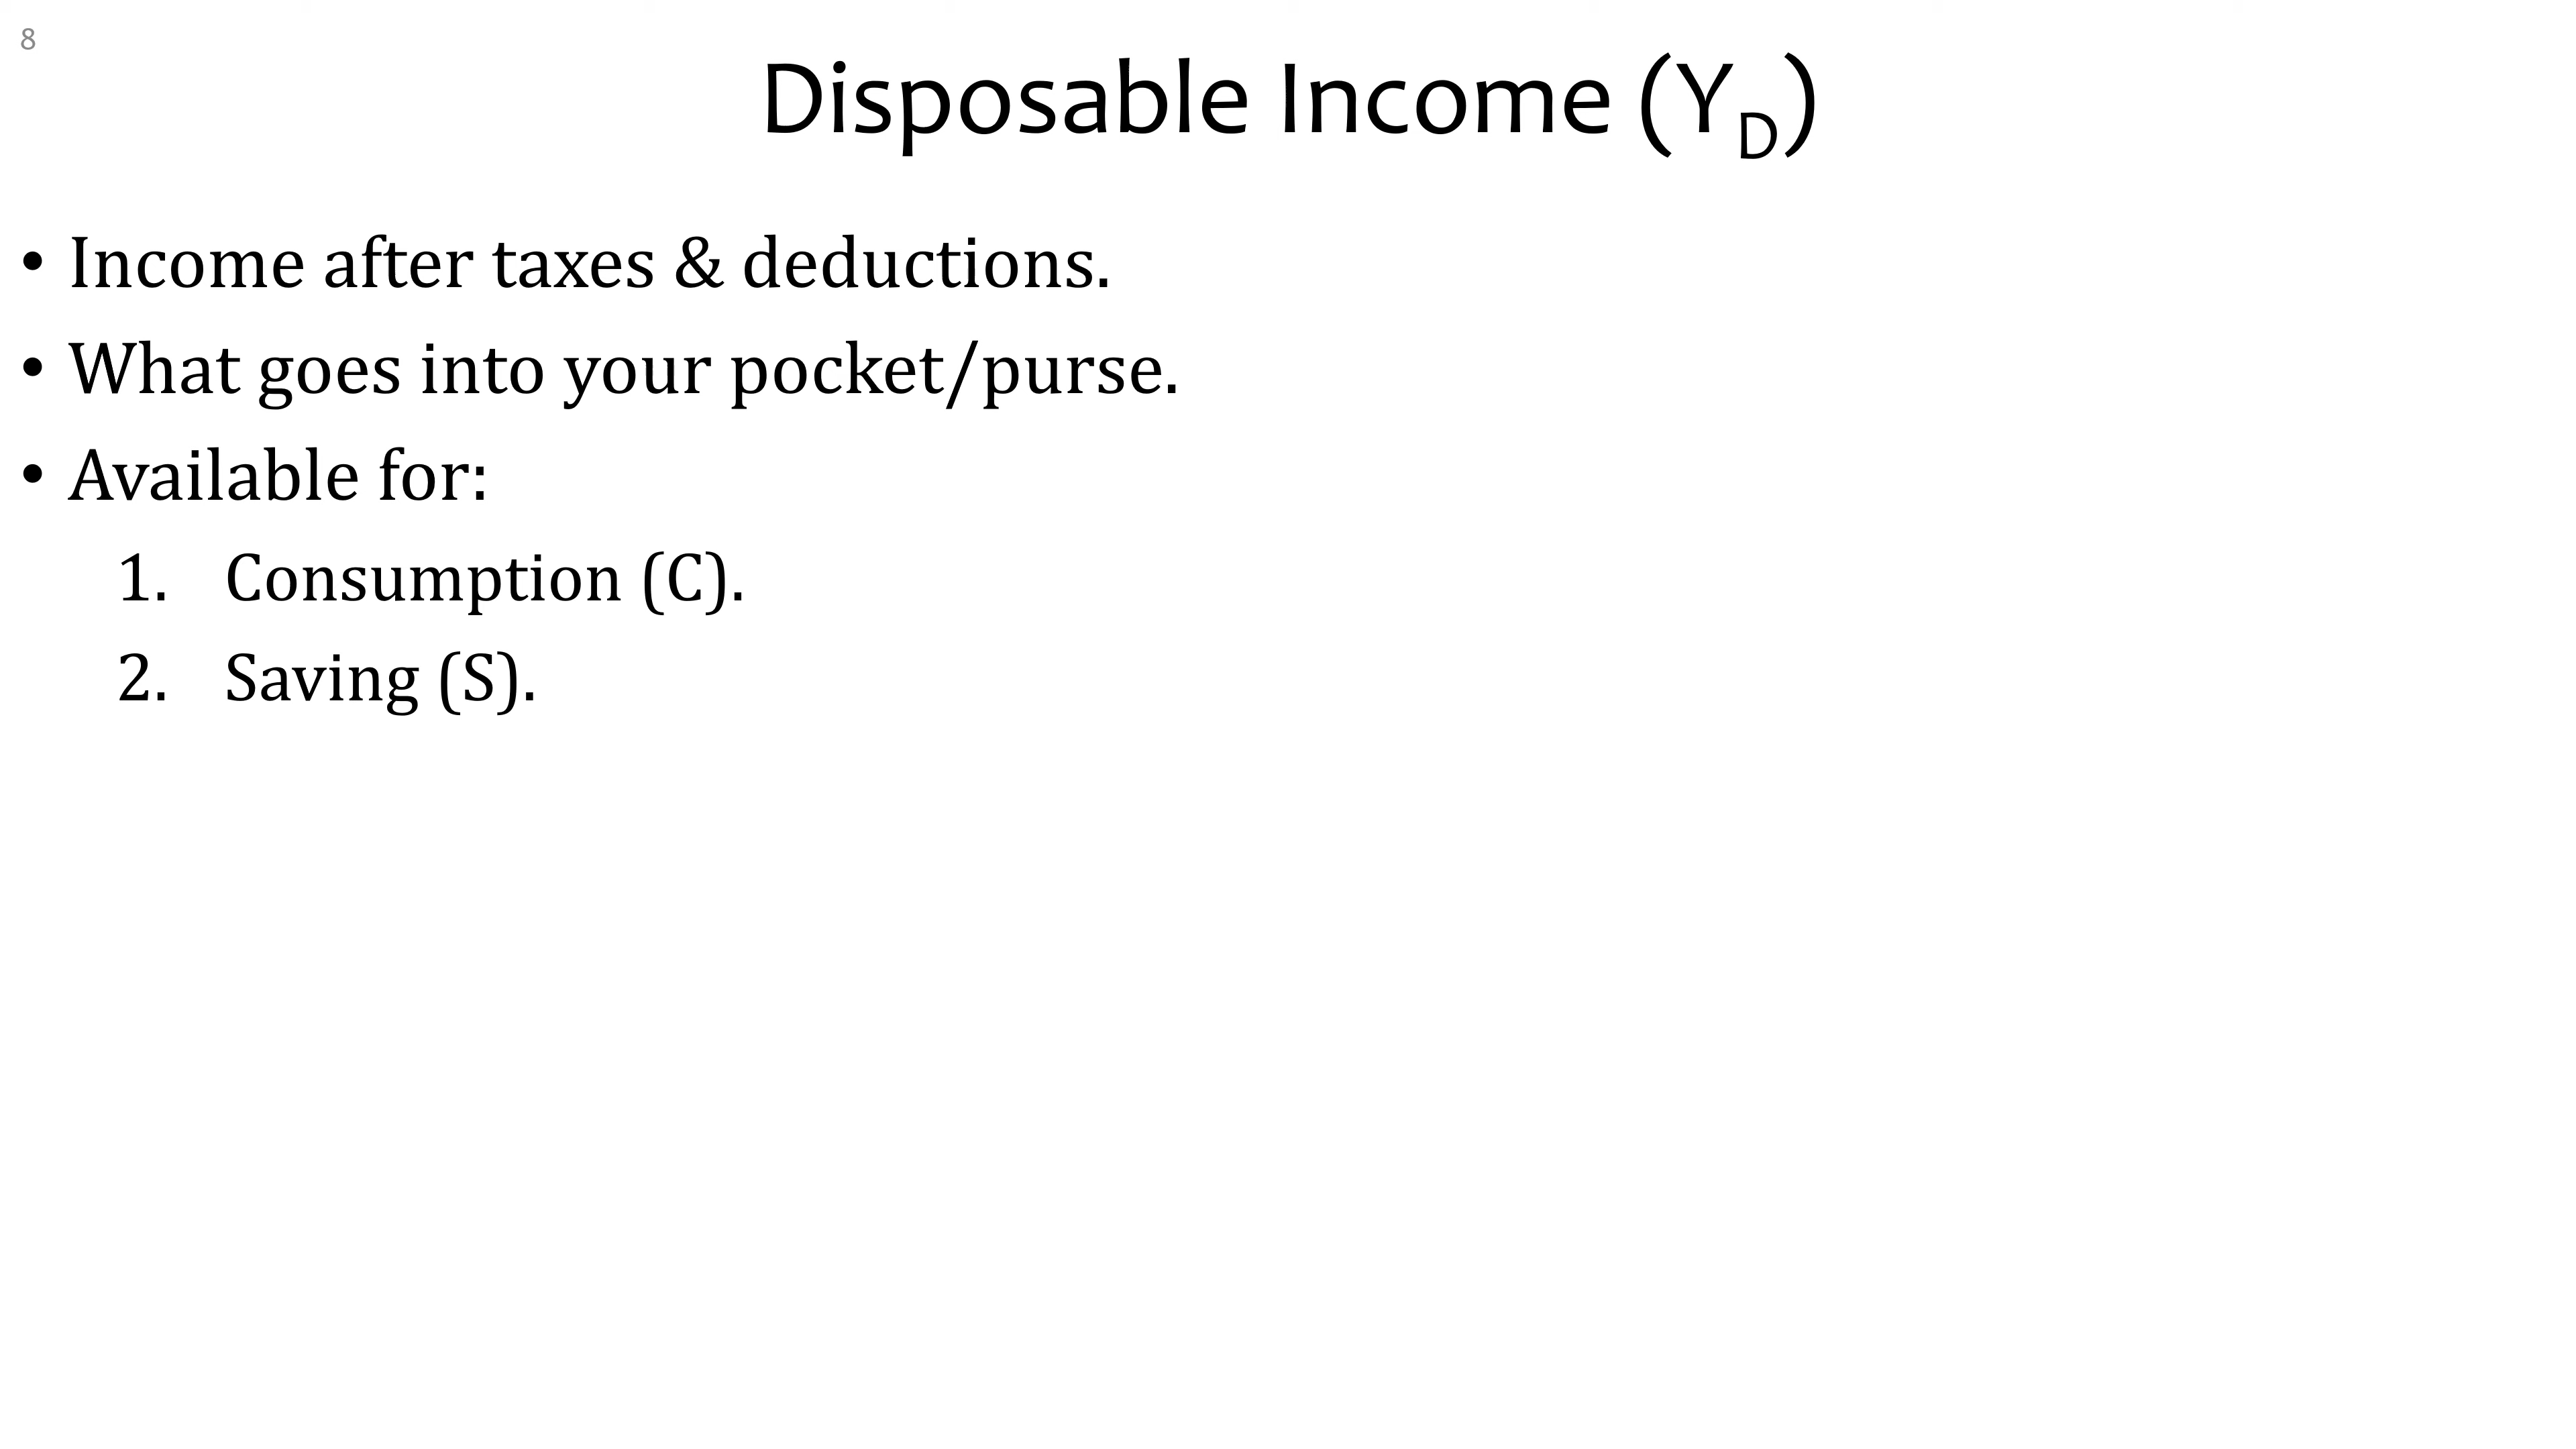 8
Disposable Income (Y_D)
• Income after taxes & deductions.
• What goes into your pocket/purse.
• Available for:
1. Consumption (C).
2. Saving (S).